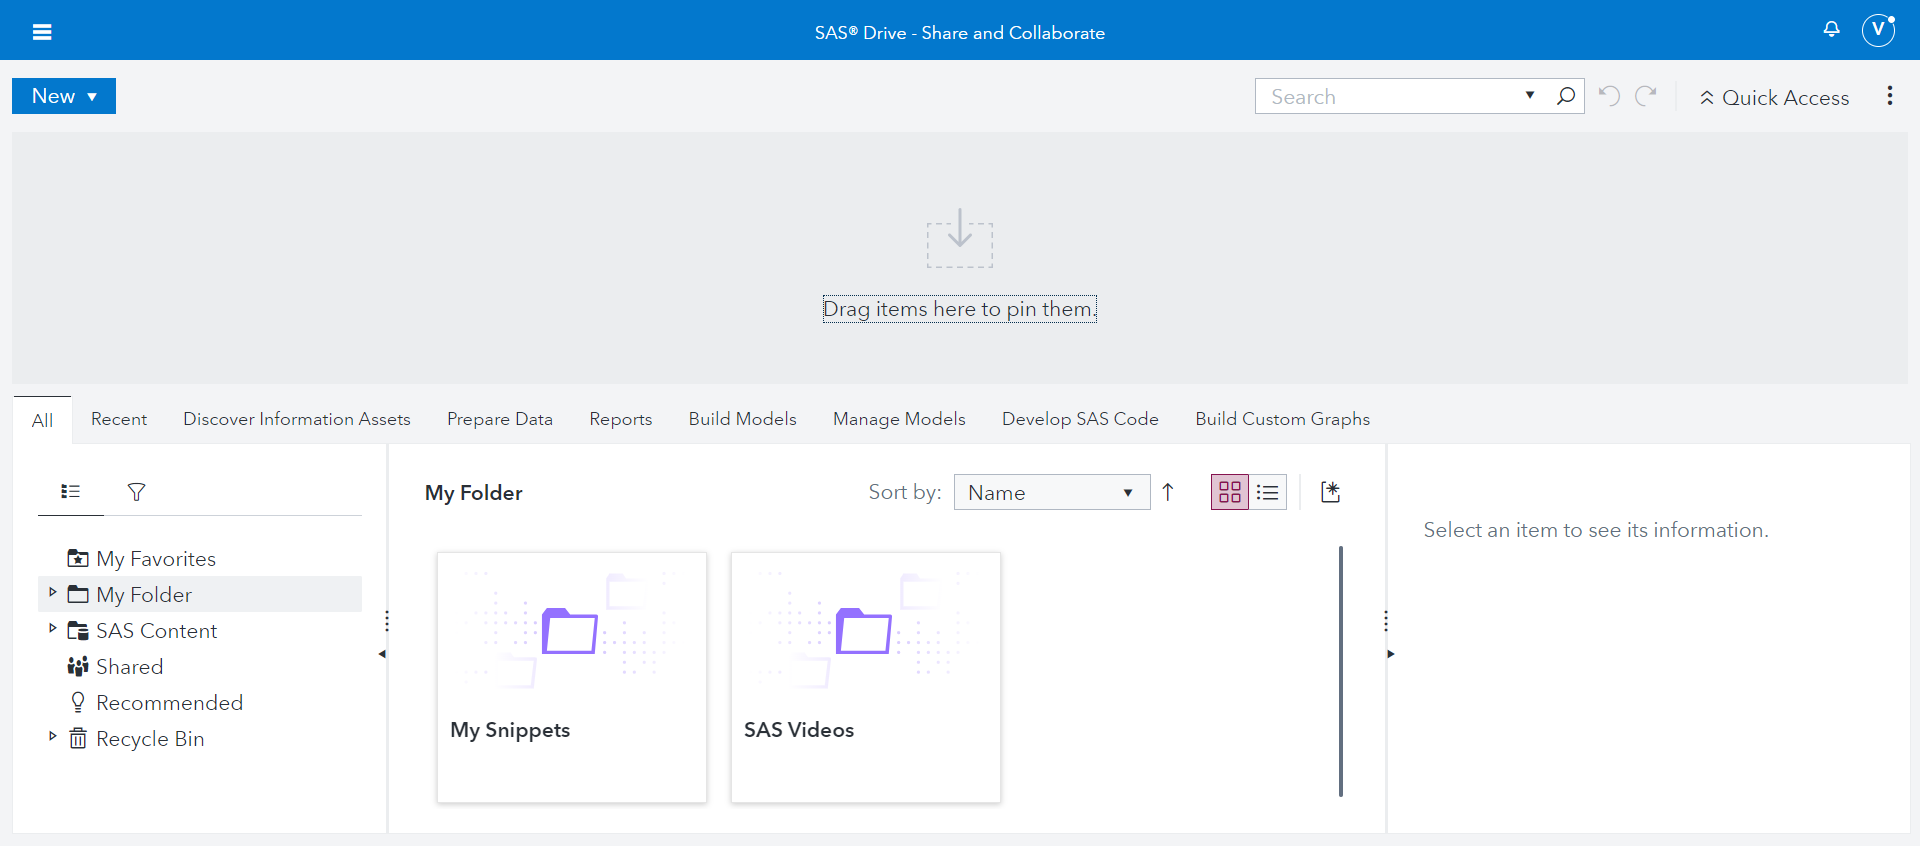 SAS® Drive - Share and Collaborate
V
New
Search
Quick Access
Drag items here to pin them.
All
Recent
Discover Information Assets
Prepare Data
Reports
Build Models
Manage Models
Develop SAS Code
Build Custom Graphs
My Favorites
My Folder
SAS Content
Shared
Recommended
Recycle Bin
My Folder
Sort by:
Name
My Snippets
SAS Videos
Select an item to see its information.